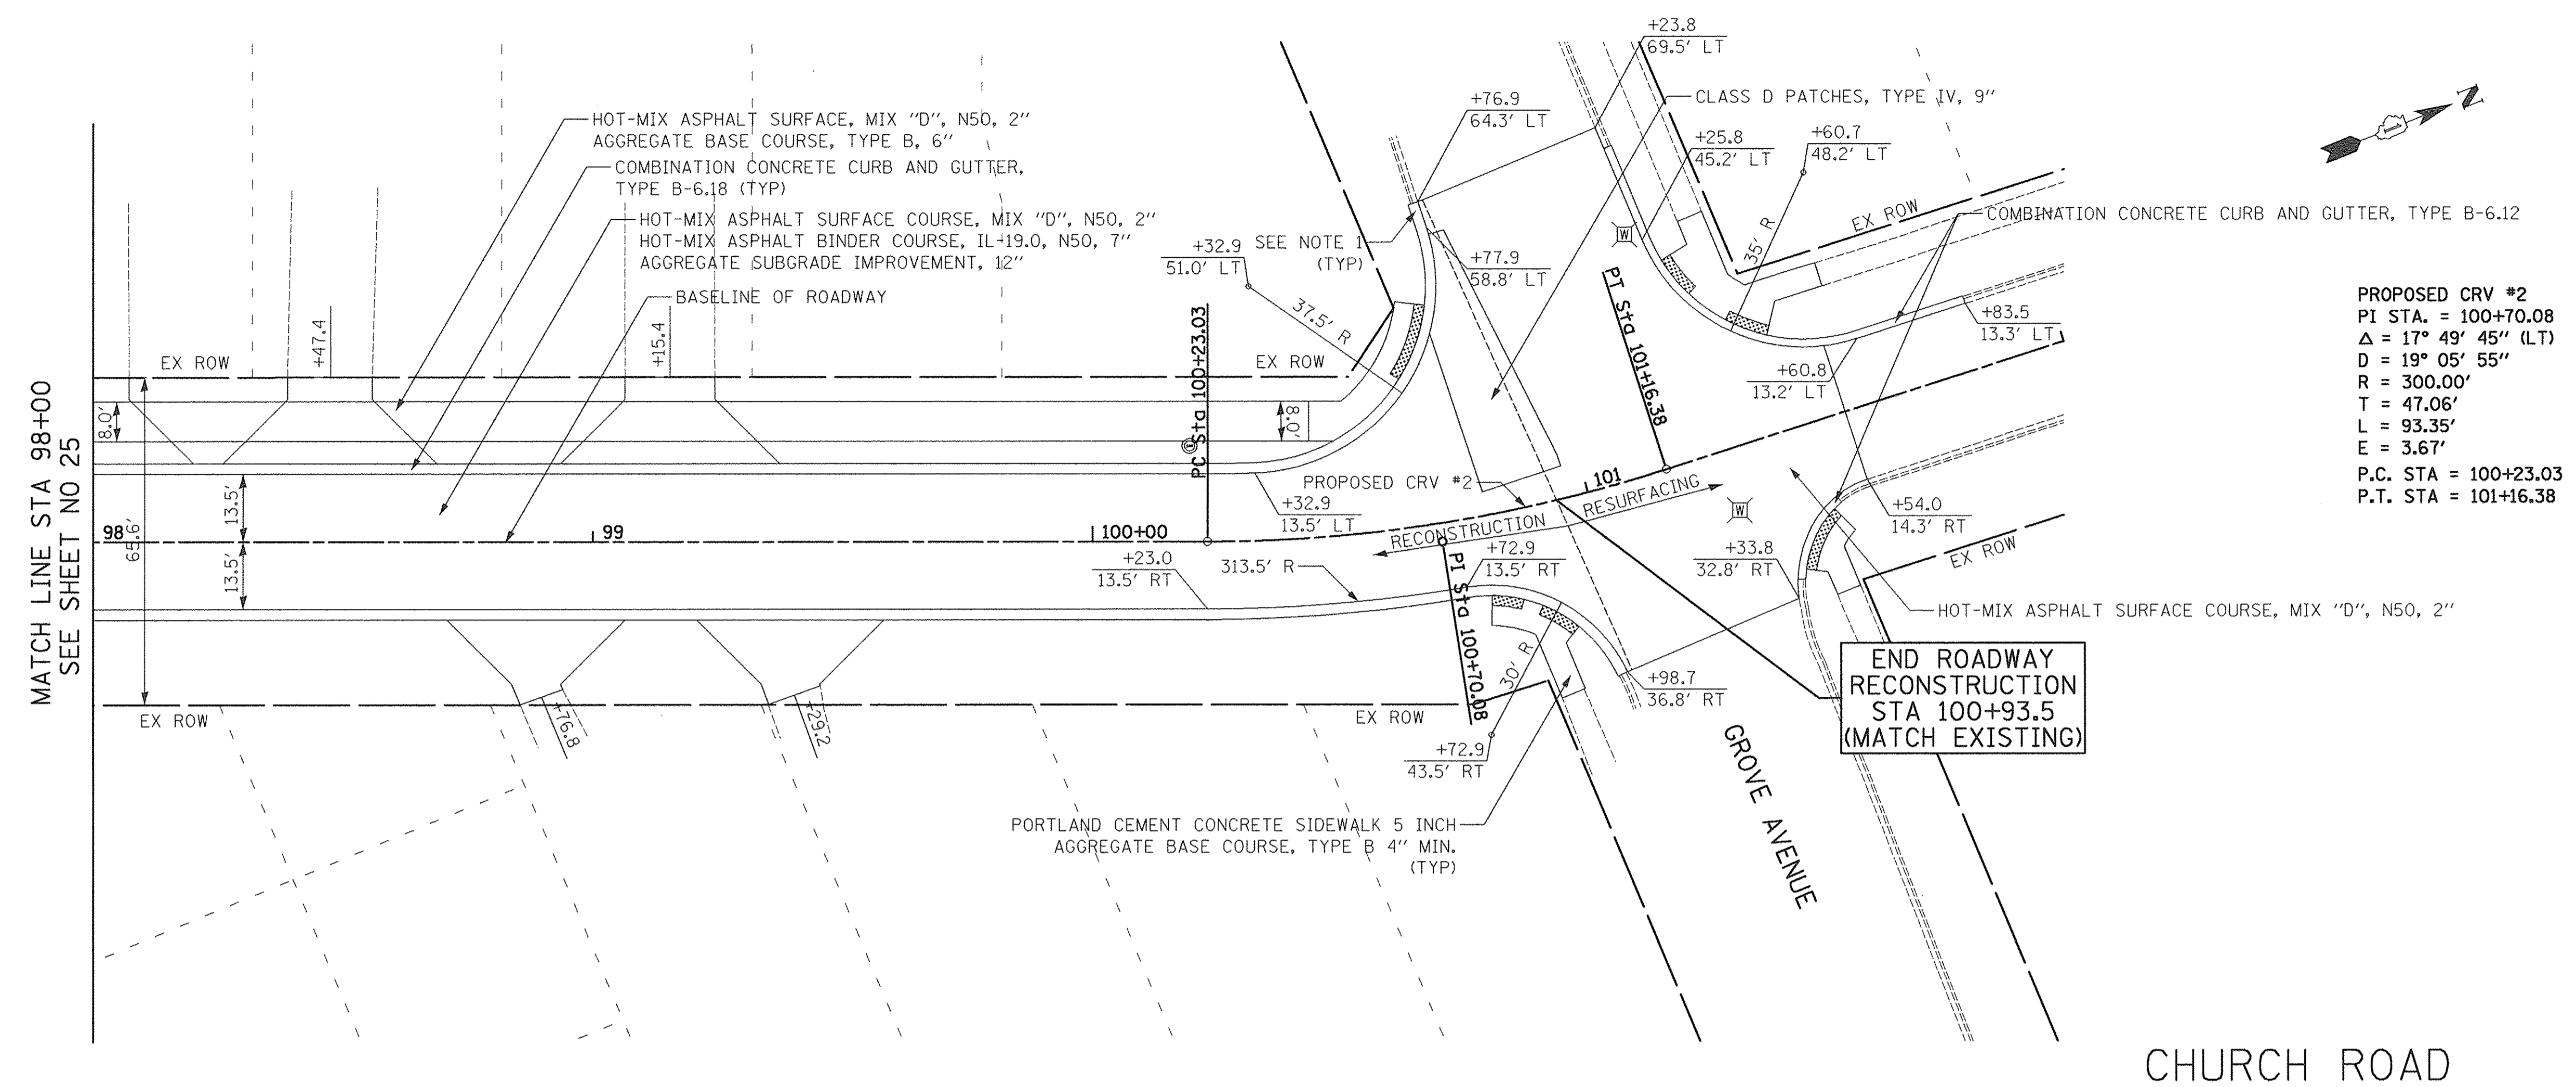 +23.8
69.5' LT
+76.9
64.3' LT
CLASS D PATCHES, TYPE IV, 9"
N
HOT-MIX ASPHALT SURFACE, MIX "D", N50, 2"
AGGREGATE BASE COURSE, TYPE B, 6"
+25.8
45.2' LT
+60.7
48.2' LT
COMBINATION CONCRETE CURB AND GUTTER,
TYPE B-6.18 (TYP)
HOT-MIX ASPHALT SURFACE COURSE, MIX "D", N50, 2"
HOT-MIX ASPHALT BINDER COURSE, IL-19.0, N50, 7"
AGGREGATE SUBGRADE IMPROVEMENT, 12"
BASELINE OF ROADWAY
+32.9
51.0' LT
SEE NOTE 1
(TYP)
+77.9
58.8' LT
W
35' R
EX ROW
COMBINATION CONCRETE CURB AND GUTTER, TYPE B-6.12
PROPOSED CRV #2
PI STA. = 100+70.08
Δ = 17° 49' 45" (LT)
D = 19° 05' 55"
R = 300.00'
T = 47.06'
L = 93.35'
E = 3.67'
P.C. STA = 100+23.03
P.T. STA = 101+16.38
+47.4
+15.4
37.5' R
PC Sta 100+23.03
PT Sta 101+16.38
+83.5
13.3' LT
EX ROW
EX ROW
+60.8
13.2' LT
MATCH LINE STA 98+00
SEE SHEET NO 25
8.0'
8.0'
13.5'
65.6'
13.5'
98
99
100+00
101
PROPOSED CRV #2
+32.9
13.5' LT
RECONSTRUCTION
RESURFACING
W
+54.0
14.3' RT
+23.0
13.5' RT
313.5' R
+72.9
13.5' RT
+33.8
32.8' RT
EX ROW
HOT-MIX ASPHALT SURFACE COURSE, MIX "D", N50, 2"
PI Sta 100+70.08
30' R
+98.7
36.8' RT
END ROADWAY
RECONSTRUCTION
STA 100+93.5
(MATCH EXISTING)
EX ROW
+76.8
+29.2
EX ROW
+72.9
43.5' RT
GROVE AVENUE
PORTLAND CEMENT CONCRETE SIDEWALK 5 INCH
AGGREGATE BASE COURSE, TYPE B 4" MIN.
(TYP)
CHURCH ROAD